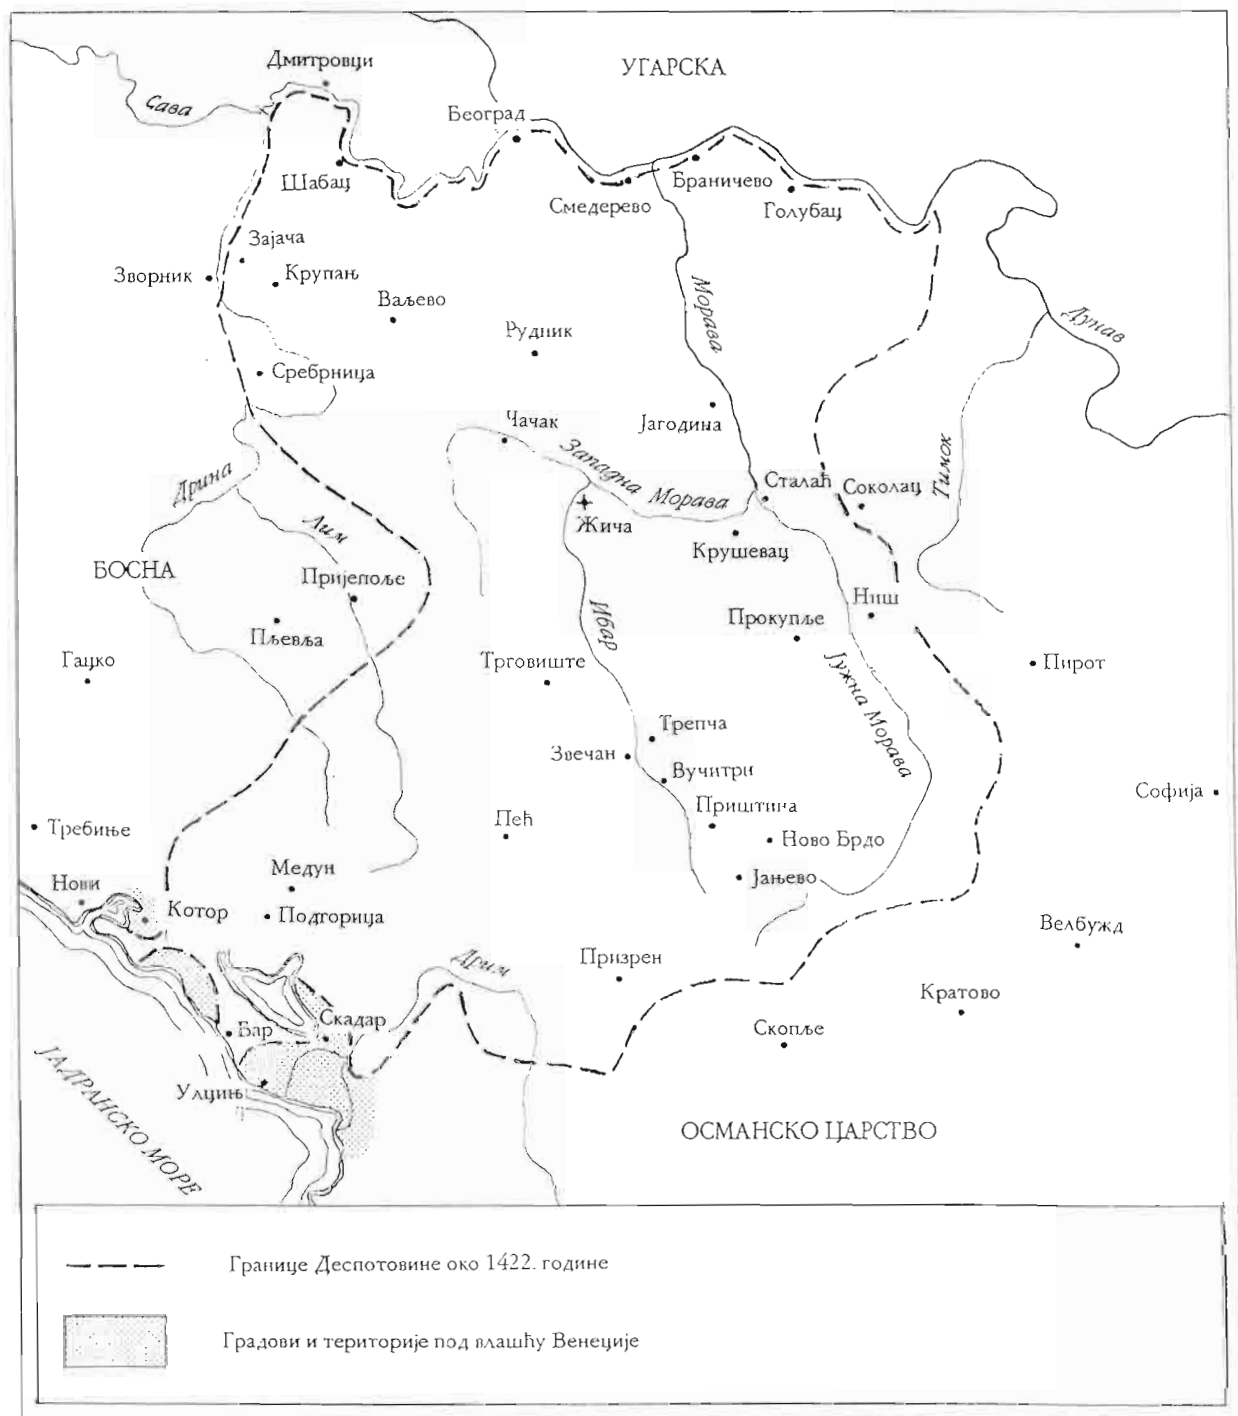 Дмитровци
УГАРСКА
Сава
Београд
Шабац
Браничево
Смедерево
Голубац
Зајача
Зворник
Крупањ
Ваљево
Морава
Дунав
Рудник
Сребрница
Чачак
Јагодина
Западна Морава
Тимок
Дрина
Сталаћ
Соколац
Лим
Жича
Крушевац
БОСНА
Пријепоље
Ниш
Ибар
Прокупље
Пљевља
Гацко
Трговиште
Јужна Морава
Пирот
Трепча
Звечан
Вучитрн
Софија
Приштина
Пећ
Требиње
Ново Брдо
Медун
Јањево
Нови
Котор
Подгорица
Велбужд
Дрим
Призрен
Кратово
Скадар
Бар
Скопље
ЈАДРАНСКО МОРЕ
Улцињ
ОСМАНСКО ЦАРСТВО
Границе Деспотовине око 1422. године
Градови и територије под влашћу Венеције